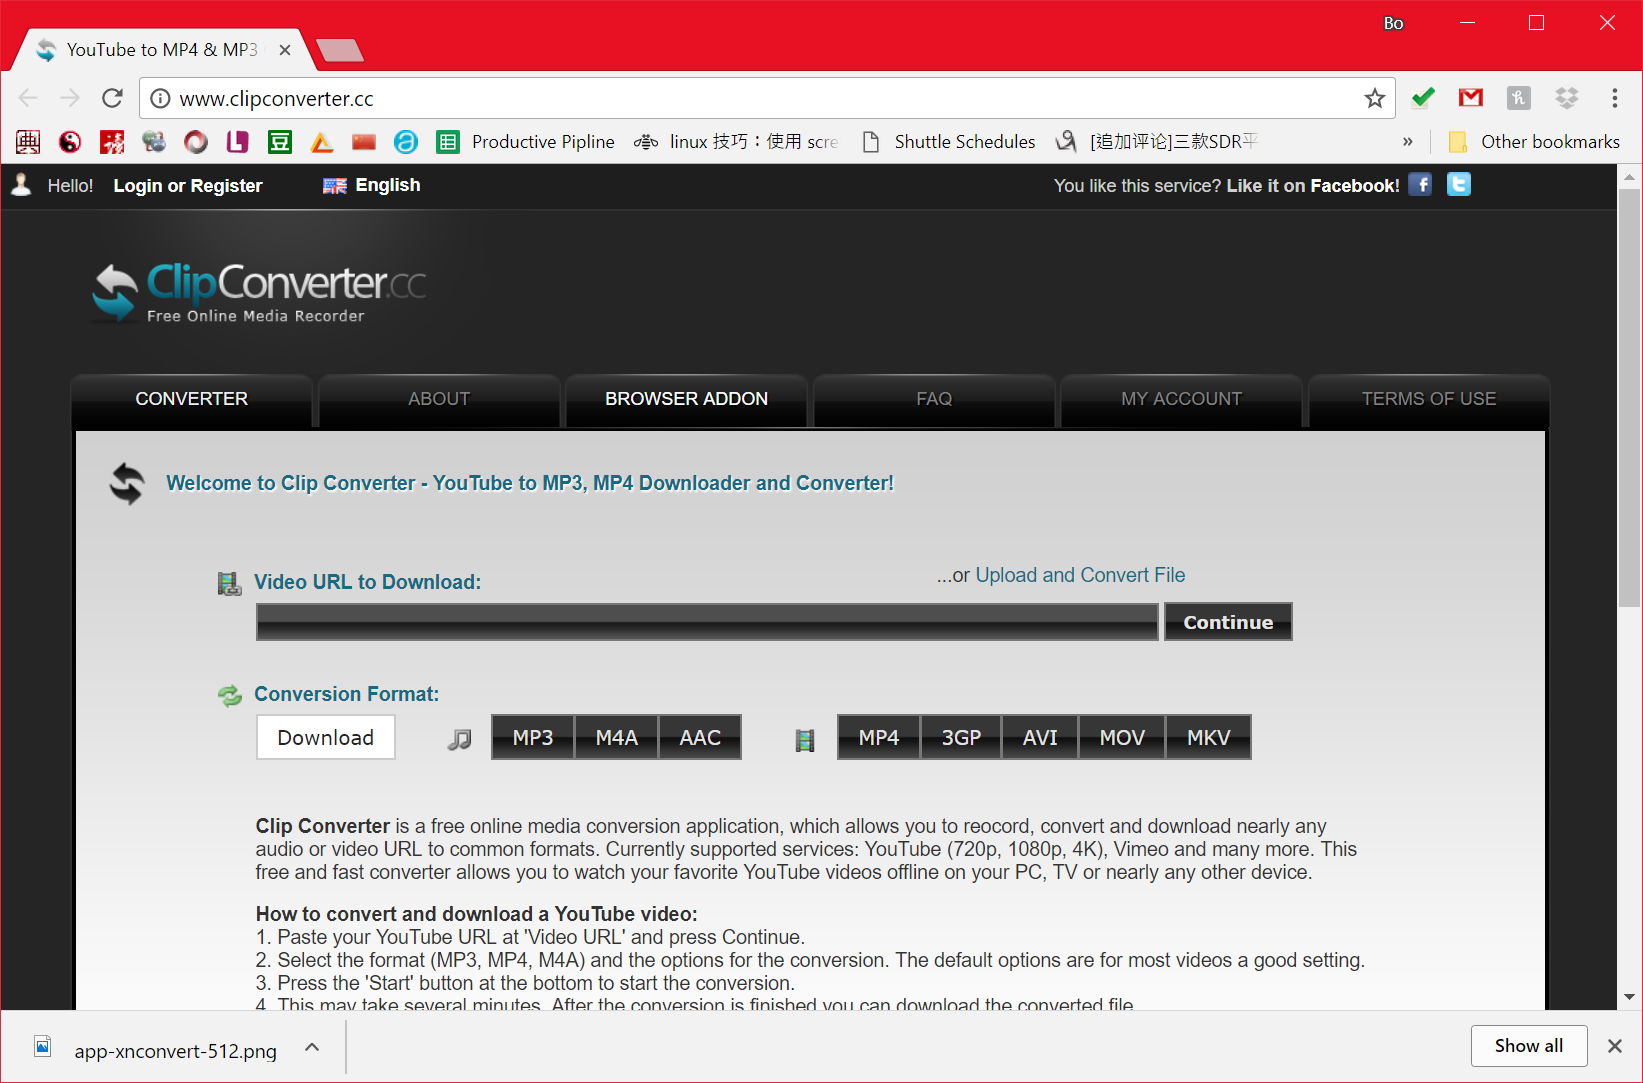 Bo
YouTube to MP4 & MP3
www.clipconverter.cc
Productive Pipline
linux 技巧：使用 scre
Shuttle Schedules
[追加评论]三款SDR平
»
Other bookmarks
Hello! Login or Register
English
You like this service? Like it on Facebook!
ClipConverter.cc
Free Online Media Recorder
CONVERTER
ABOUT
BROWSER ADDON
FAQ
MY ACCOUNT
TERMS OF USE
Welcome to Clip Converter - YouTube to MP3, MP4 Downloader and Converter!
...or Upload and Convert File
Video URL to Download:
Continue
Conversion Format:
Download
MP3
M4A
AAC
MP4
3GP
AVI
MOV
MKV
Clip Converter is a free online media conversion application, which allows you to reocord, convert and download nearly any
audio or video URL to common formats. Currently supported services: YouTube (720p, 1080p, 4K), Vimeo and many more. This
free and fast converter allows you to watch your favorite YouTube videos offline on your PC, TV or nearly any other device.
How to convert and download a YouTube video:
1. Paste your YouTube URL at 'Video URL' and press Continue.
2. Select the format (MP3, MP4, M4A) and the options for the conversion. The default options are for most videos a good setting.
3. Press the 'Start' button at the bottom to start the conversion.
4. This may take several minutes. After the conversion is finished you can download the converted file.
app-xnconvert-512.png
Show all